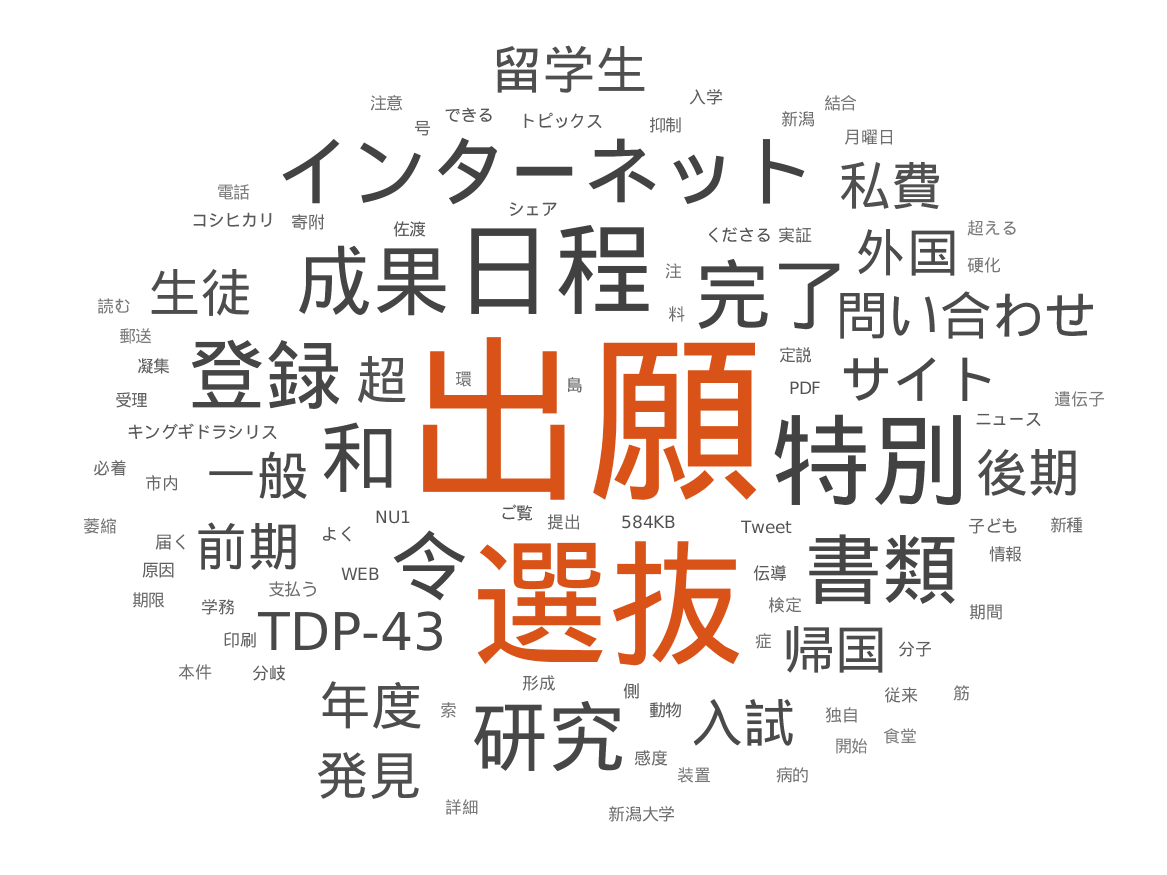 留学生
入学
注意
できる
結合
号
トピックス
抑制
新潟
月曜日
インターネット
私費
電話
コシヒカリ
寄附
シェア
佐渡
くださる
実証
超える
外国
硬化
生徒
成果
日程
注
完了
読む
料
問い合わせ
郵送
凝集
登録
超
環
出願
島
定説
PDF
サイト
受理
遺伝子
キングギドラシリス
和
特別
ニュース
必着
市内
一般
後期
萎縮
届く
前期
よく
NU1
ご覧
提出
584KB
Tweet
子ども
新種
原因
情報
期限
学務
支払う
WEB
令
選抜
伝導
書類
検定
期間
印刷
TDP-43
症
帰国
分子
本件
分岐
形成
側
年度
索
研究
動物
入試
独自
従来
筋
発見
感度
開始
食堂
装置
病的
詳細
新潟大学